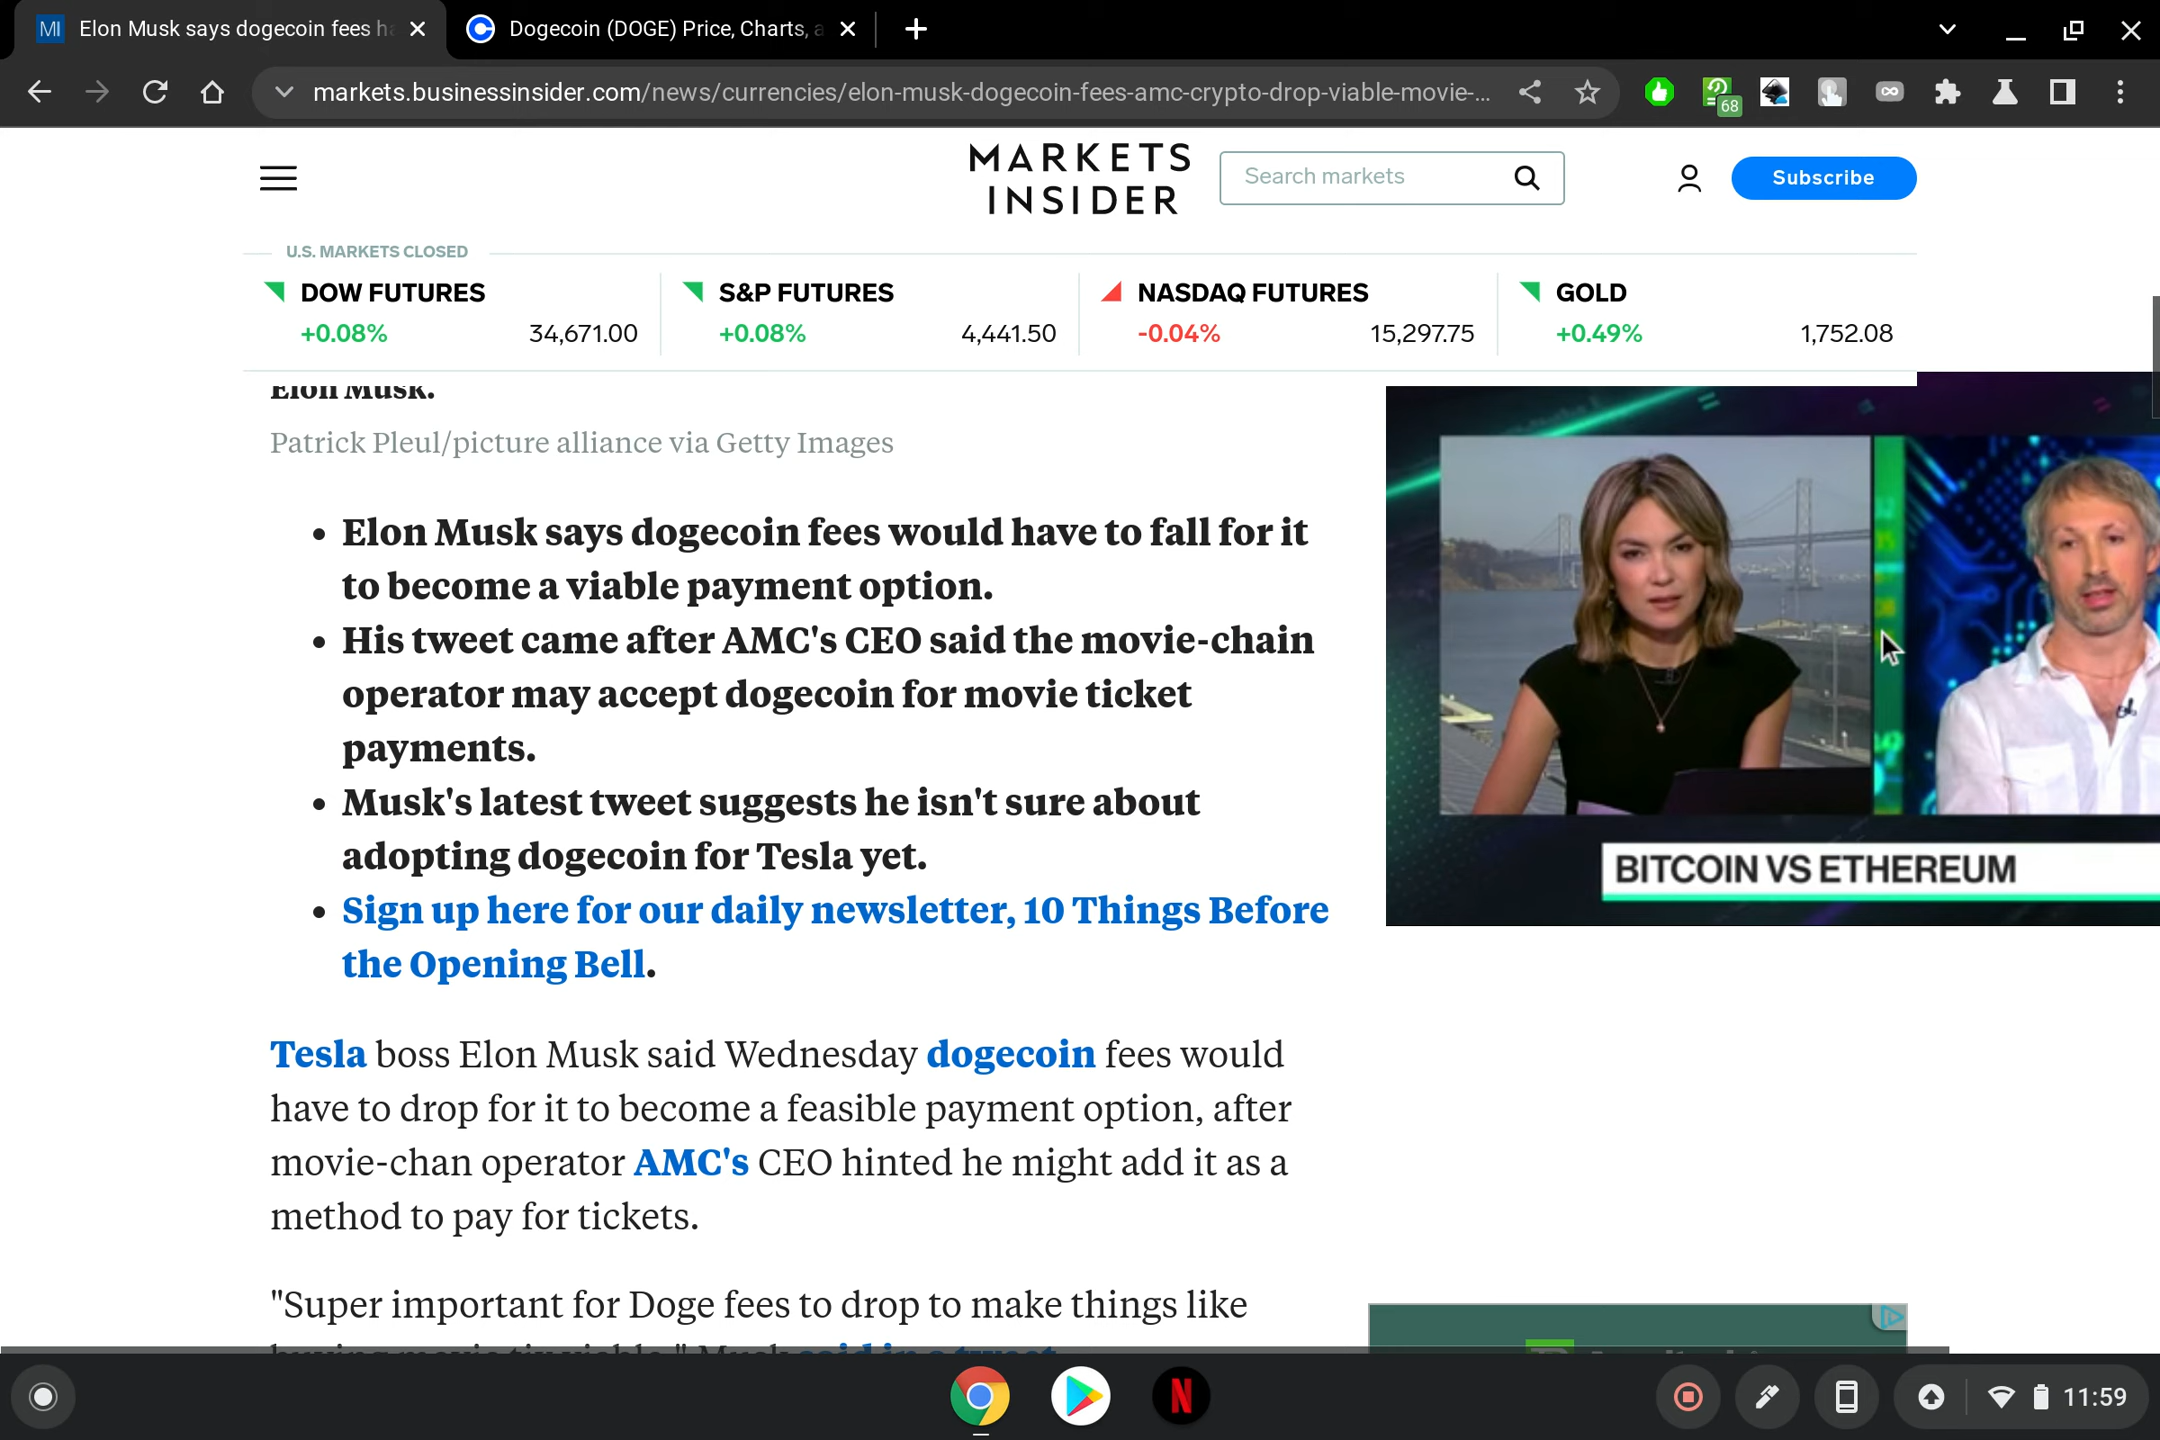 Elon Musk says dogecoin fees h
Dogecoin (DOGE) Price, Charts, a
markets.businessinsider.com/news/currencies/elon-musk-dogecoin-fees-amc-crypto-drop-viable-movie-...
68
MARKETS
INSIDER
Search markets
Subscribe
U.S. MARKETS CLOSED
DOW FUTURES
+0.08% 34,671.00
S&P FUTURES
+0.08% 4,441.50
NASDAQ FUTURES
-0.04% 15,297.75
GOLD
+0.49% 1,752.08
Elon Musk.
Patrick Pleul/picture alliance via Getty Images
• Elon Musk says dogecoin fees would have to fall for it
to become a viable payment option.
• His tweet came after AMC's CEO said the movie-chain
operator may accept dogecoin for movie ticket
payments.
• Musk's latest tweet suggests he isn't sure about
adopting dogecoin for Tesla yet.
• Sign up here for our daily newsletter, 10 Things Before
the Opening Bell.
BITCOIN VS ETHEREUM
Tesla boss Elon Musk said Wednesday dogecoin fees would
have to drop for it to become a feasible payment option, after
movie-chan operator AMC's CEO hinted he might add it as a
method to pay for tickets.
"Super important for Doge fees to drop to make things like
buying movie tix viable," Musk said in a tweet
11:59